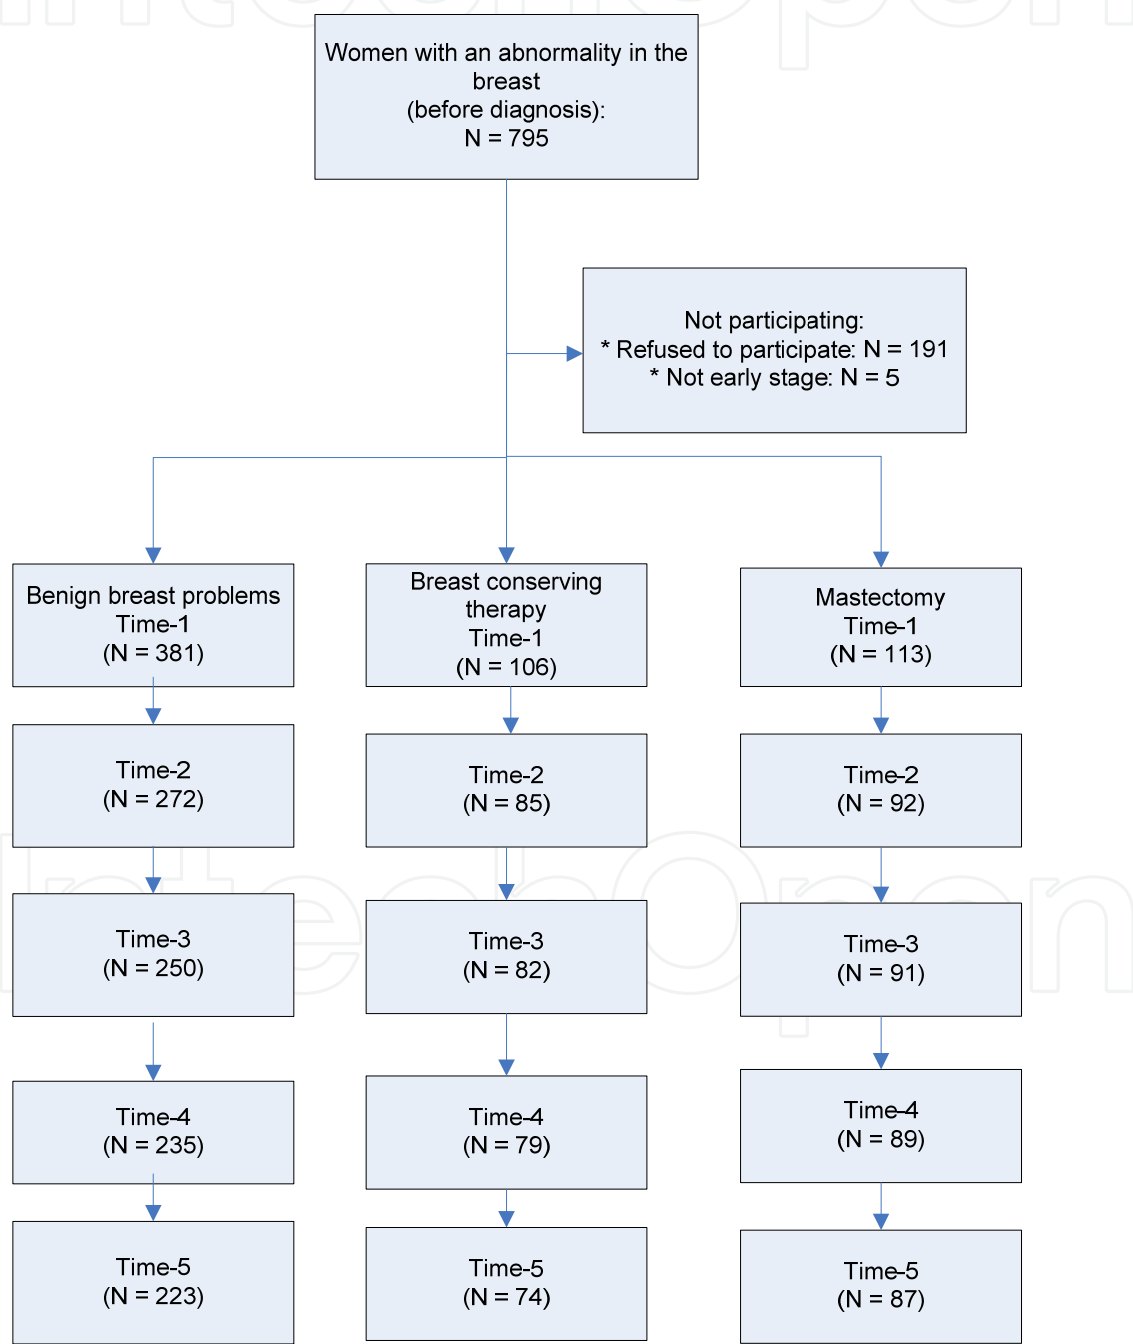 Women with an abnormality in the
breast
(before diagnosis):
N = 795
Not participating:
* Refused to participate: N = 191
* Not early stage: N = 5
Benign breast problems
Time-1
(N = 381)
Breast conserving
therapy
Time-1
(N = 106)
Mastectomy
Time-1
(N = 113)
Time-2
(N = 272)
Time-2
(N = 85)
Time-2
(N = 92)
Time-3
(N = 250)
Time-3
(N = 82)
Time-3
(N = 91)
Time-4
(N = 235)
Time-4
(N = 79)
Time-4
(N = 89)
Time-5
(N = 223)
Time-5
(N = 74)
Time-5
(N = 87)
IntechOpen
IntechOpen